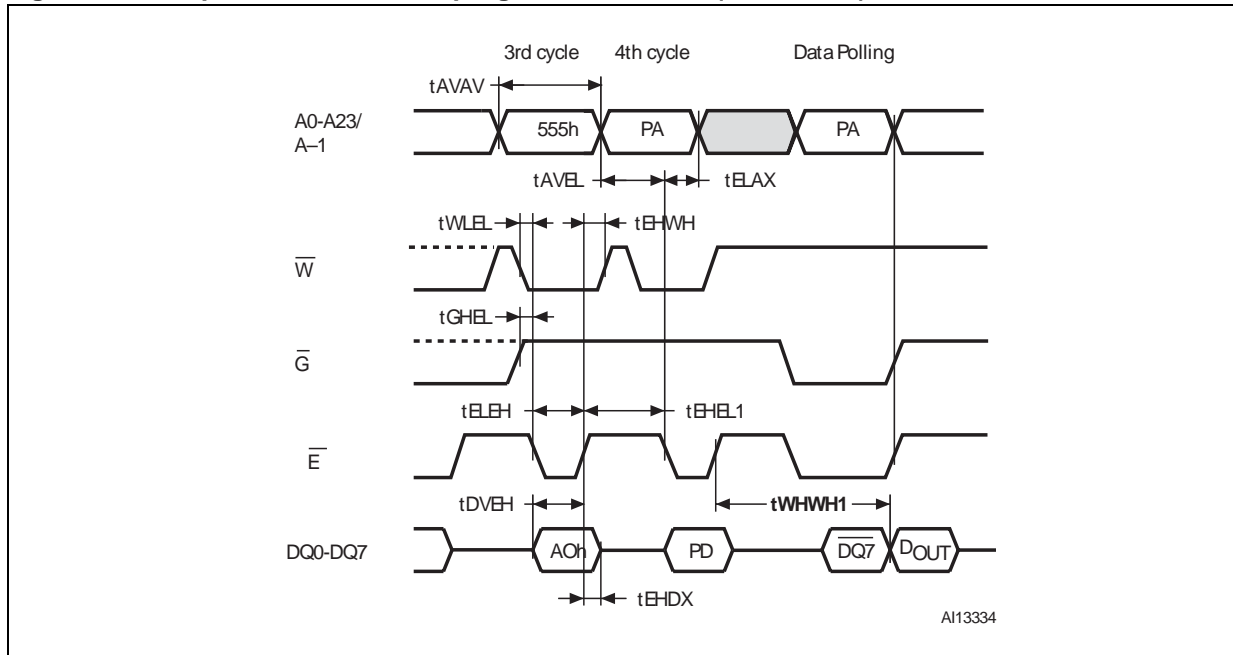 3rd cycle 4th cycle Data Polling
tAVAV
A0-A23/
A–1
555h PA PA
tAVEL tELAX
tWLEL tEHWH
W
tGHEL
G
tELEH tEHEL1
E
tDVEH tWHWH1
DQ0-DQ7 AOh PD DQ7 DOUT
tEHDX
AI13334